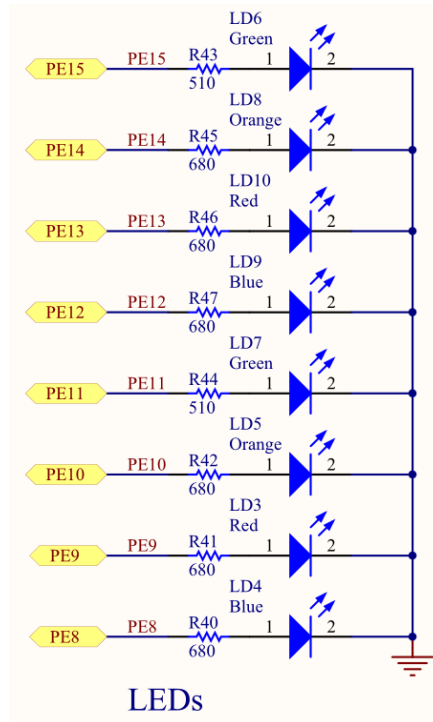 LD6
Green
PE15 PE15 R43 1 2
510
LD8
Orange
PE14 PE14 R45 1 2
680
LD10
Red
PE13 PE13 R46 1 2
680
LD9
Blue
PE12 PE12 R47 1 2
680
LD7
Green
PE11 PE11 R44 1 2
510
LD5
Orange
PE10 PE10 R42 1 2
680
LD3
Red
PE9 PE9 R41 1 2
680
LD4
Blue
PE8 PE8 R40 1 2
680
LEDs